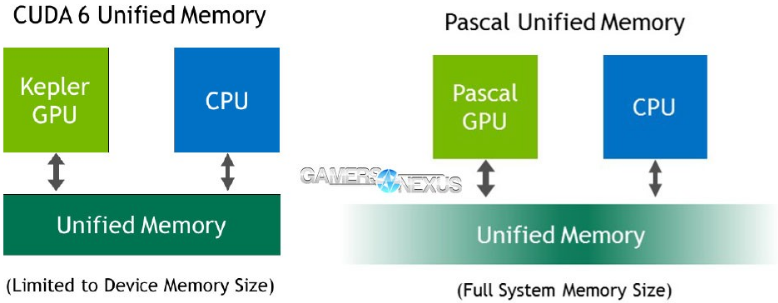 CUDA 6 Unified Memory
Kepler
GPU
CPU
Unified Memory
(Limited to Device Memory Size)
GAMERS NEXUS
Pascal Unified Memory
Pascal
GPU
CPU
Unified Memory
(Full System Memory Size)